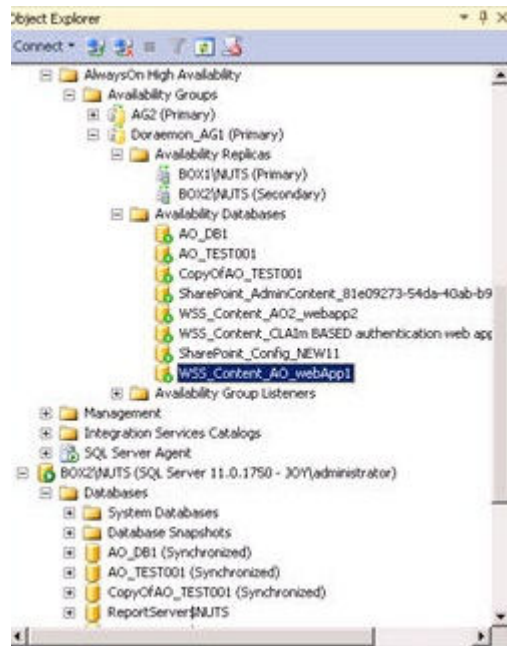 Object Explorer
Connect
AlwaysOn High Availability
Availability Groups
AG2 (Primary)
Doraemon_AG1 (Primary)
Availability Replicas
BOX1\NUTS (Primary)
BOX2\NUTS (Secondary)
Availability Databases
AO_DB1
AO_TEST001
CopyOfAO_TEST001
SharePoint_AdminContent_81e09273-54da-40ab-b9
WSS_Content_AO2_webapp2
WSS_Content_CLAIm BASED authentication web app
SharePoint_Config_NEW11
WSS_Content_AO_webApp1
Availability Group Listeners
Management
Integration Services Catalogs
SQL Server Agent
BOX2\NUTS (SQL Server 11.0.1750 - JOY\administrator)
Databases
System Databases
Database Snapshots
AO_DB1 (Synchronized)
AO_TEST001 (Synchronized)
CopyOfAO_TEST001 (Synchronized)
ReportServer$NUTS